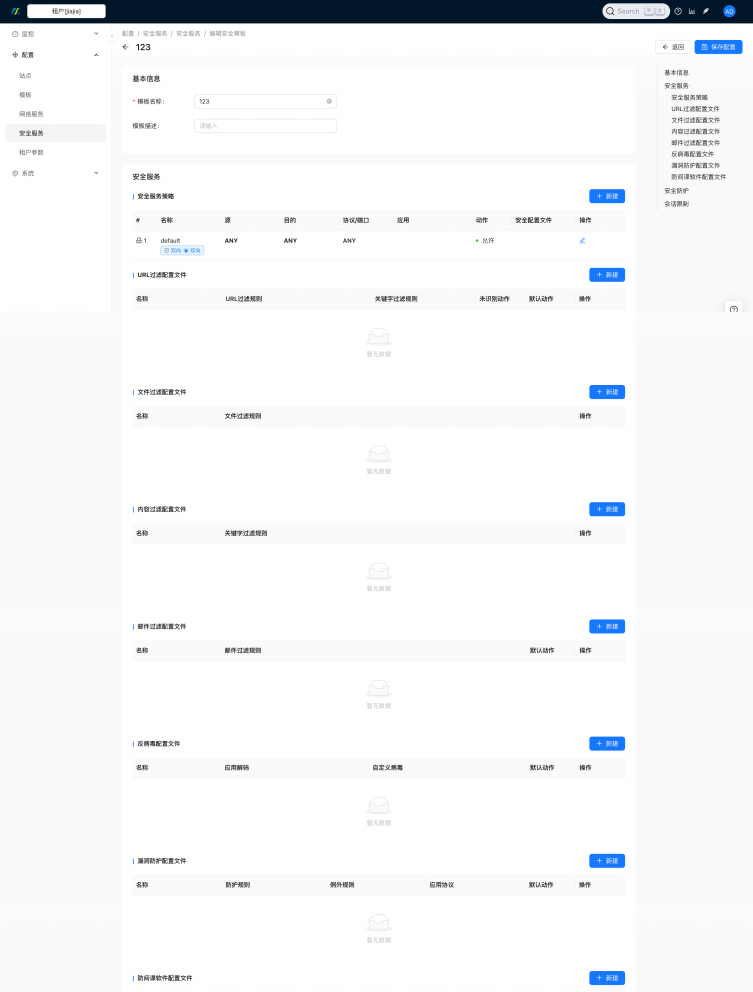 租户[jiajia]
Search ⌘ K
AD
监控
配置
站点
模板
网络服务
安全服务
租户参数
系统
配置 / 安全服务 / 安全服务 / 编辑安全模板
123
返回
保存配置
基本信息
* 模板名称: 123
模板描述: 请输入
安全服务
安全服务策略
新建
# 名称 源 目的 协议/端口 应用 动作 安全配置文件 操作
1 default ANY ANY ANY 允许
双向 双向
URL过滤配置文件
新建
名称 URL过滤规则 关键字过滤规则 未识别动作 默认动作 操作
暂无数据
文件过滤配置文件
新建
名称 文件过滤规则 操作
暂无数据
内容过滤配置文件
新建
名称 关键字过滤规则 操作
暂无数据
邮件过滤配置文件
新建
名称 邮件过滤规则 默认动作 操作
暂无数据
反病毒配置文件
新建
名称 应用解码 自定义病毒 默认动作 操作
暂无数据
漏洞防护配置文件
新建
名称 防护规则 例外规则 应用协议 默认动作 操作
暂无数据
防间谍软件配置文件
新建
基本信息
安全服务
安全服务策略
URL过滤配置文件
文件过滤配置文件
内容过滤配置文件
邮件过滤配置文件
反病毒配置文件
漏洞防护配置文件
防间谍软件配置文件
安全防护
会话限制